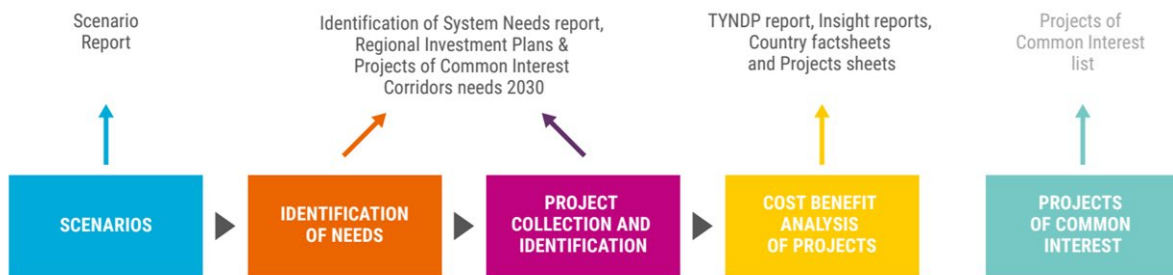 Scenario
Report
Identification of System Needs report,
Regional Investment Plans &
Projects of Common Interest
Corridors needs 2030
TYNDP report, Insight reports,
Country factsheets
and Projects sheets
Projects of
Common Interest
list
SCENARIOS
IDENTIFICATION
OF NEEDS
PROJECT
COLLECTION AND
IDENTIFICATION
COST BENEFIT
ANALYSIS
OF PROJECTS
PROJECTS
OF COMMON
INTEREST